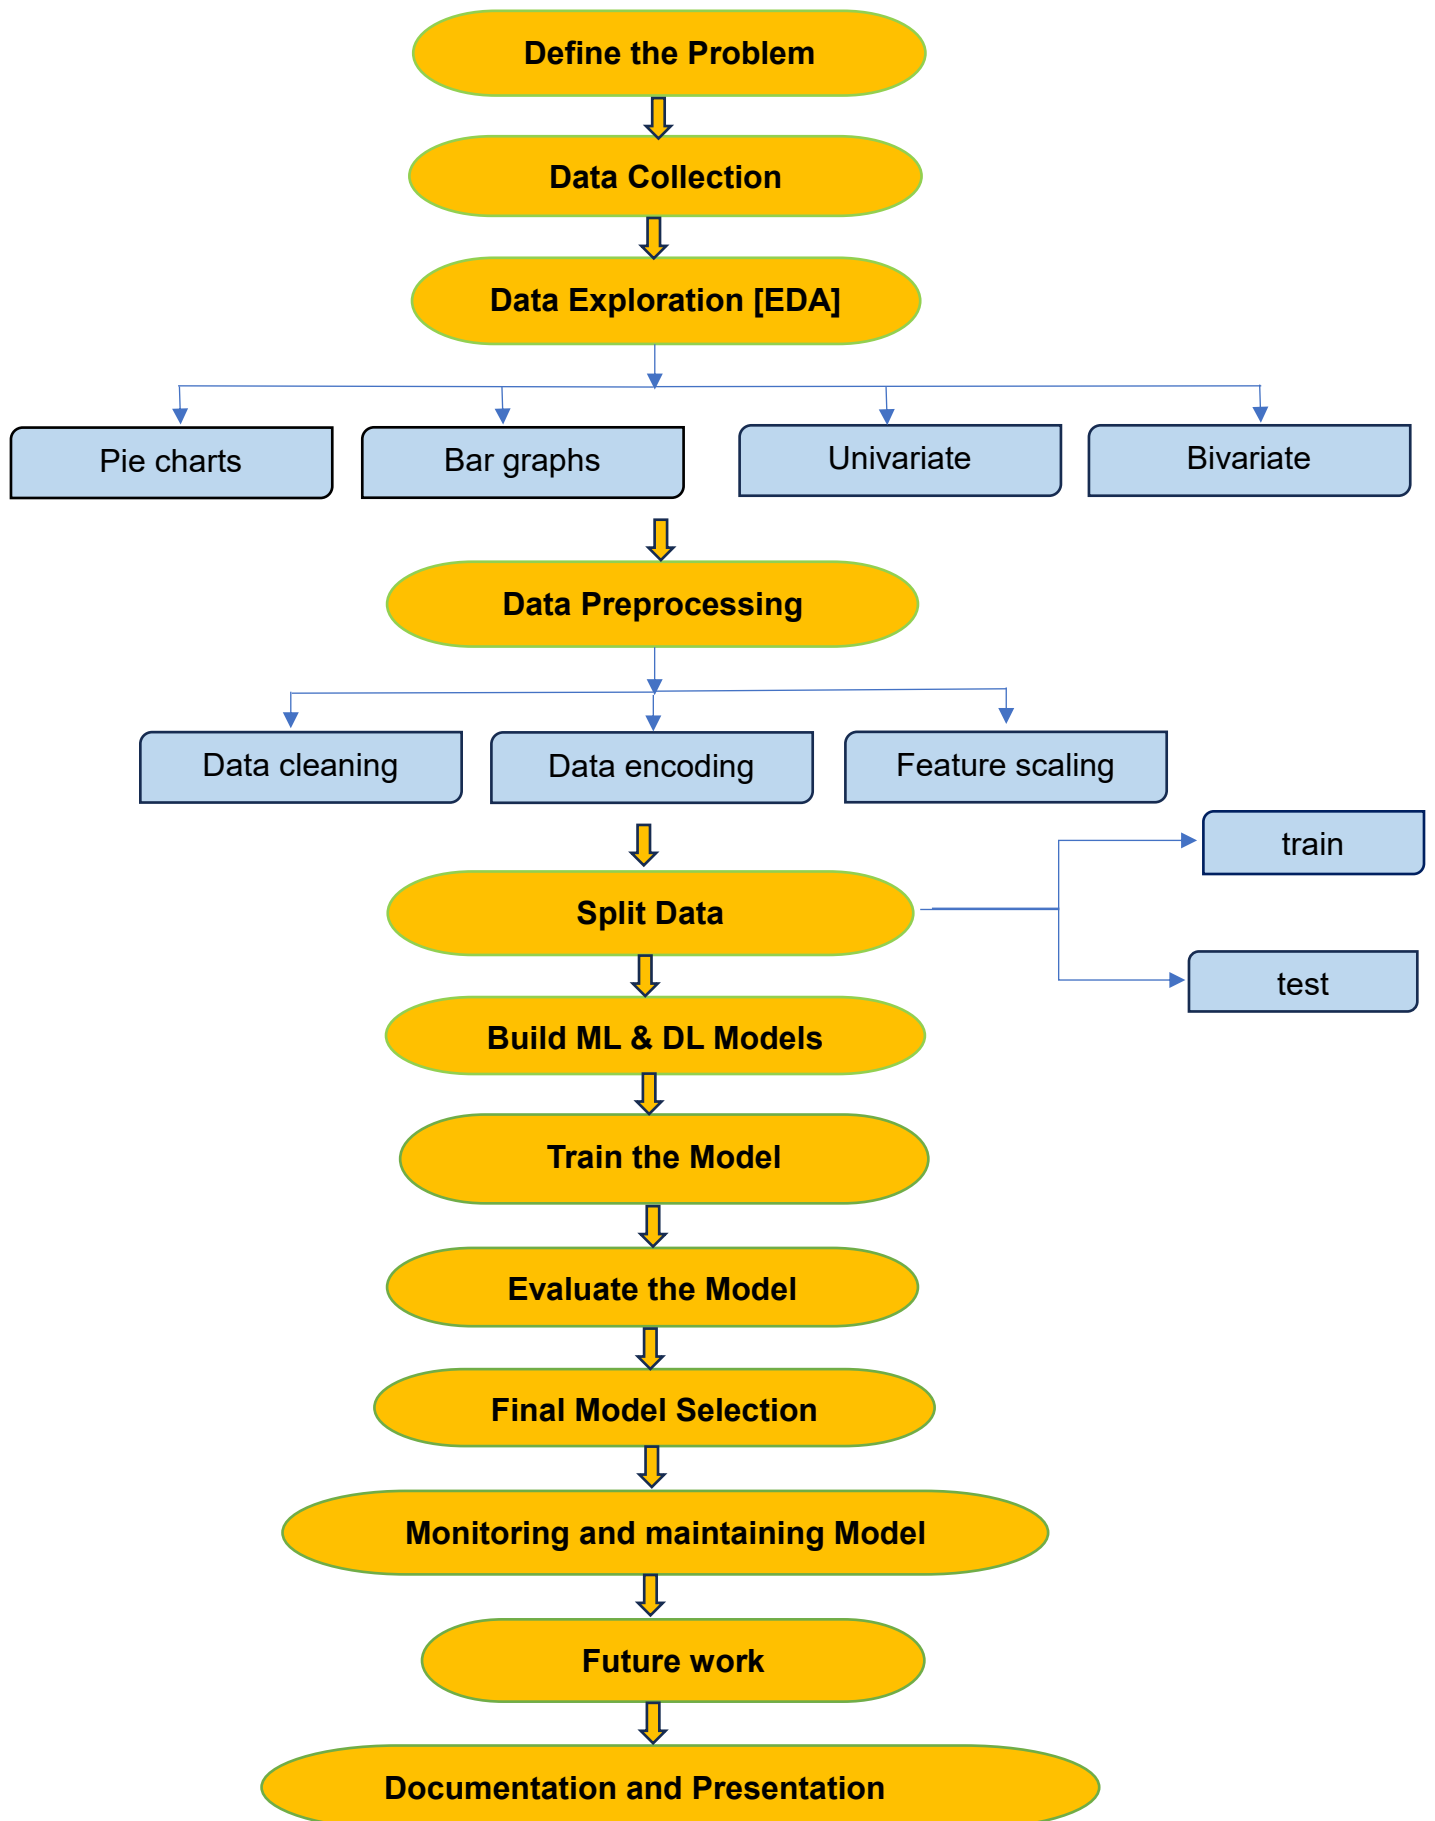 Define the Problem
Data Collection
Data Exploration [EDA]
Pie charts
Bar graphs
Univariate
Bivariate
Data Preprocessing
Data cleaning
Data encoding
Feature scaling
train
Split Data
test
Build ML & DL Models
Train the Model
Evaluate the Model
Final Model Selection
Monitoring and maintaining Model
Future work
Documentation and Presentation